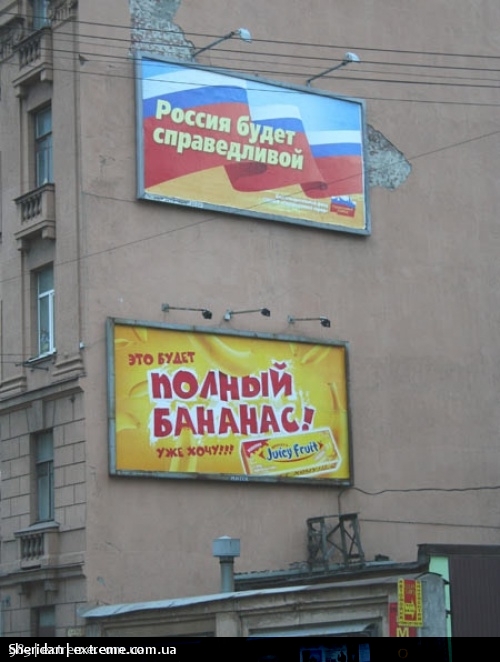 Россия будет
справедливой
ЭТО БУДЕТ
ПОЛНЫЙ
БАНАНАС!
УЖЕ ХОЧУ!!!
Juicy Fruit
Sheridan | extreme.com.ua